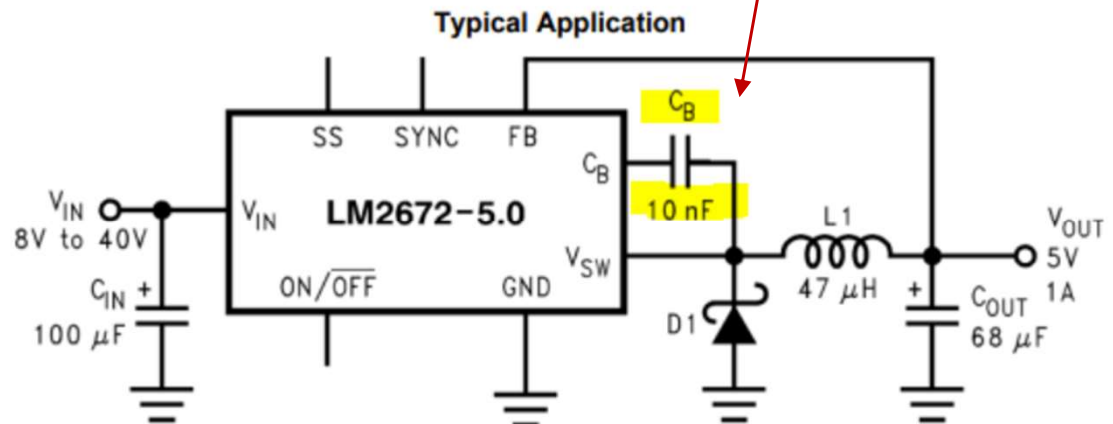 Typical Application
C_B
SS SYNC FB
C_B
V_IN
8V to 40V
V_IN
LM2672-5.0
10 nF
L1
V_OUT
5V
1A
V_SW
47 μH
C_IN +
100 μF
ON/O̅F̅F̅
GND
D1
+
C_OUT
68 μF